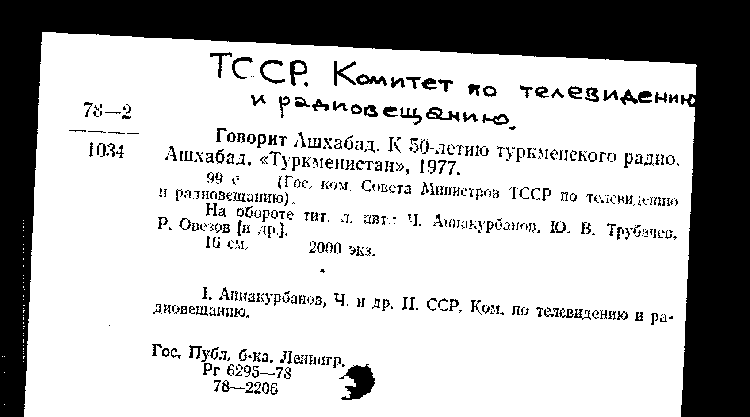 ТССР. Комитет по телевидению
и радиовещанию.
78—2
1034
Говорит Ашхабад. К 50-летию туркменского радио.
Ашхабад, «Туркменистан», 1977.
99 с (Гос. ком. Совета Министров ТССР по телевидению
и радиовещанию).
На обороте тит. л. авт.: Ч. Аннакурбанов, Ю. В. Трубачев,
Р. Овезов [и др.].
16 см. 2000 экз.
I. Аннакурбанов, Ч. и др. II. ССР. Ком. по телевидению и ра-
диовещанию.
Гос. Публ. б-ка. Ленингр.
Рг 6295—78
78—2206